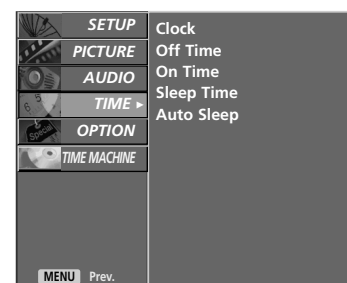 SETUP
PICTURE
AUDIO
TIME ►
OPTION
TIME MACHINE
Clock
Off Time
On Time
Sleep Time
Auto Sleep
MENU Prev.